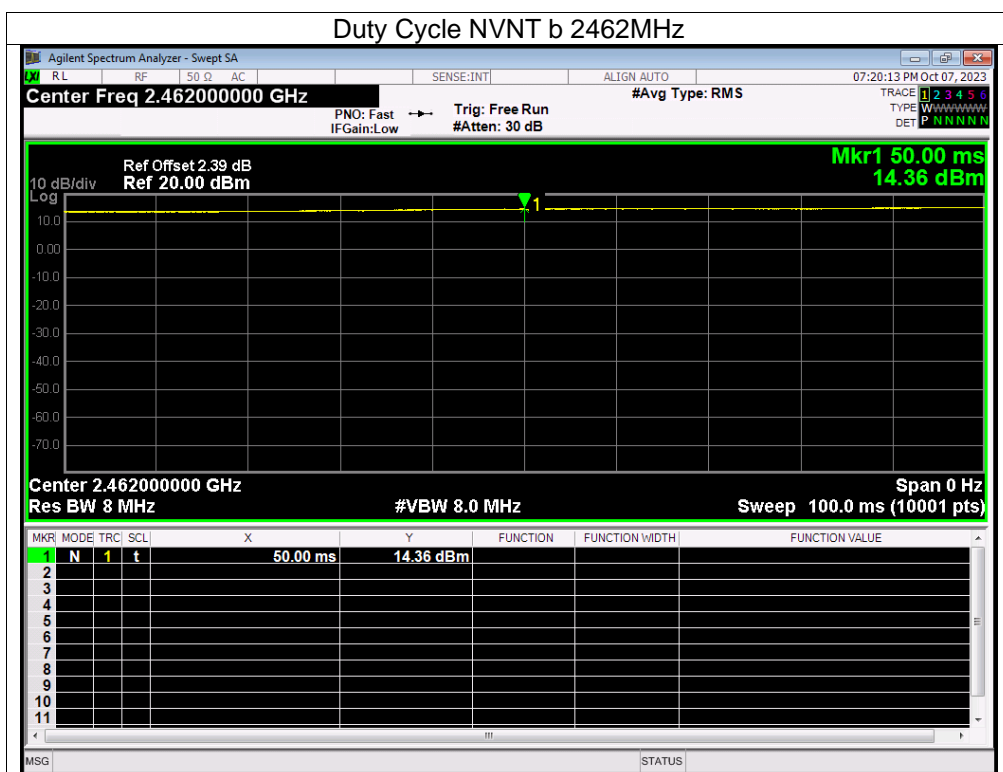 Duty Cycle NVNT b 2462MHz
Agilent Spectrum Analyzer - Swept SA
LXI RL RF 50 Ω AC SENSE:INT ALIGN AUTO 07:20:13 PM Oct 07, 2023
Center Freq 2.462000000 GHz #Avg Type: RMS TRACE 1 2 3 4 5 6
PNO: Fast Trig: Free Run TYPE WWWWWW
IFGain:Low #Atten: 30 dB DET P N N N N N
Mkr1 50.00 ms
Ref Offset 2.39 dB
10 dB/div Ref 20.00 dBm 14.36 dBm
Log
1
10.0
0.00
-10.0
-20.0
-30.0
-40.0
-50.0
-60.0
-70.0
Center 2.462000000 GHz Span 0 Hz
Res BW 8 MHz #VBW 8.0 MHz Sweep 100.0 ms (10001 pts)
MKR MODE TRC SCL X Y FUNCTION FUNCTION WIDTH FUNCTION VALUE
1 N 1 t 50.00 ms 14.36 dBm
2
3
4
5
6
7
8
9
10
11
MSG STATUS